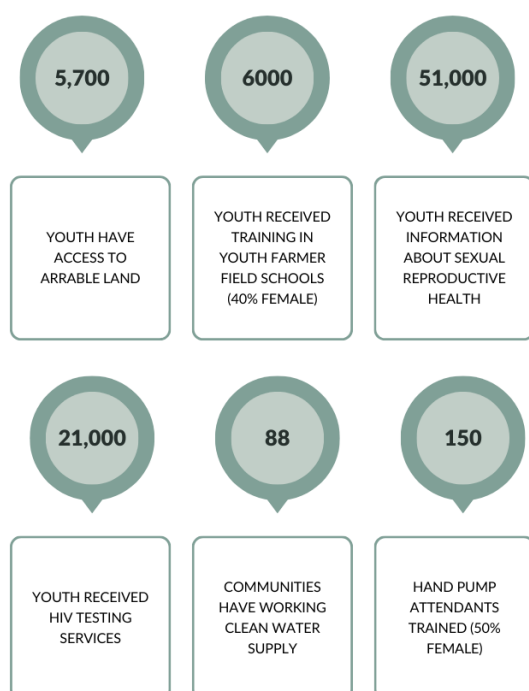 5,700
6000
51,000
YOUTH HAVE
ACCESS TO
ARRABLE LAND
YOUTH RECEIVED
TRAINING IN
YOUTH FARMER
FIELD SCHOOLS
(40% FEMALE)
YOUTH RECEIVED
INFORMATION
ABOUT SEXUAL
REPRODUCTIVE
HEALTH
21,000
88
150
YOUTH RECEIVED
HIV TESTING
SERVICES
COMMUNITIES
HAVE WORKING
CLEAN WATER
SUPPLY
HAND PUMP
ATTENDANTS
TRAINED (50%
FEMALE)